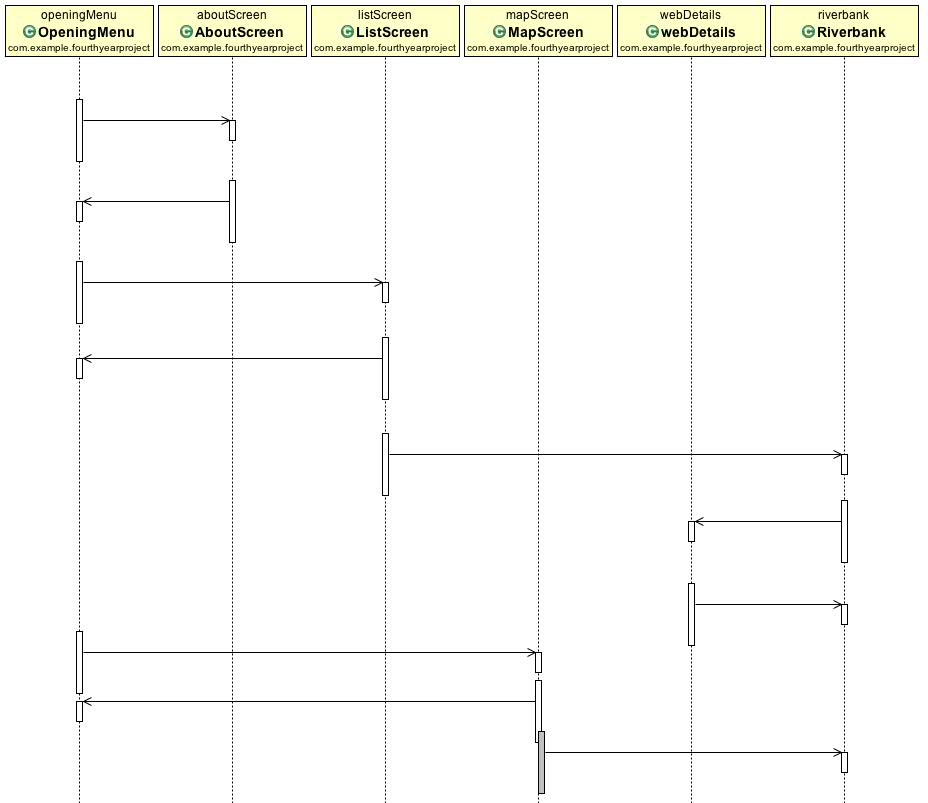 openingMenu
C OpeningMenu
com.example.fourthyearproject
aboutScreen
C AboutScreen
com.example.fourthyearproject
listScreen
C ListScreen
com.example.fourthyearproject
mapScreen
C MapScreen
com.example.fourthyearproject
webDetails
C webDetails
com.example.fourthyearproject
riverbank
C Riverbank
com.example.fourthyearproject